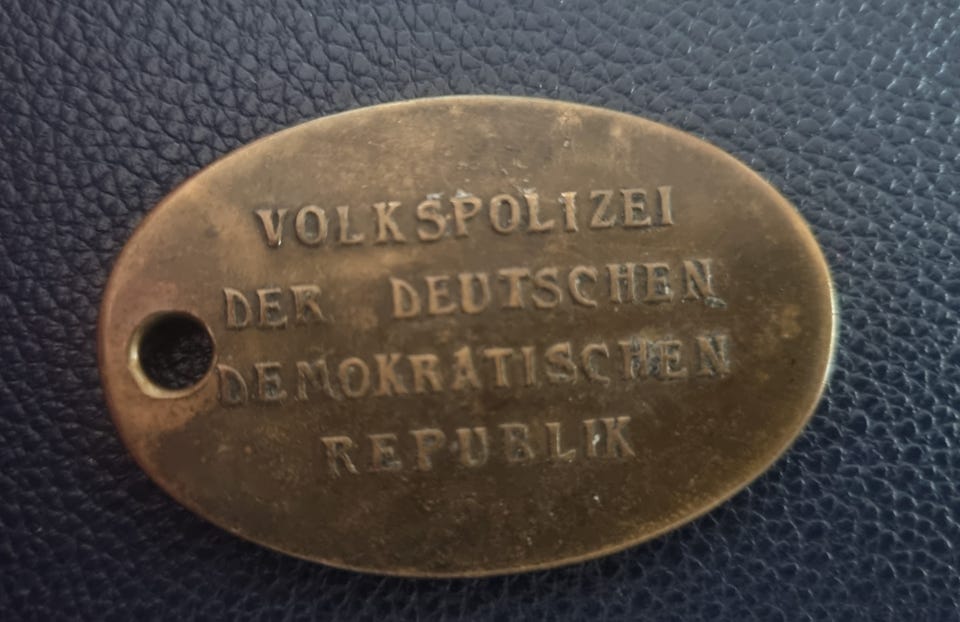 VOLKSPOLIZEI
DER DEUTSCHEN
DEMOKRATISCHEN
REPUBLIK